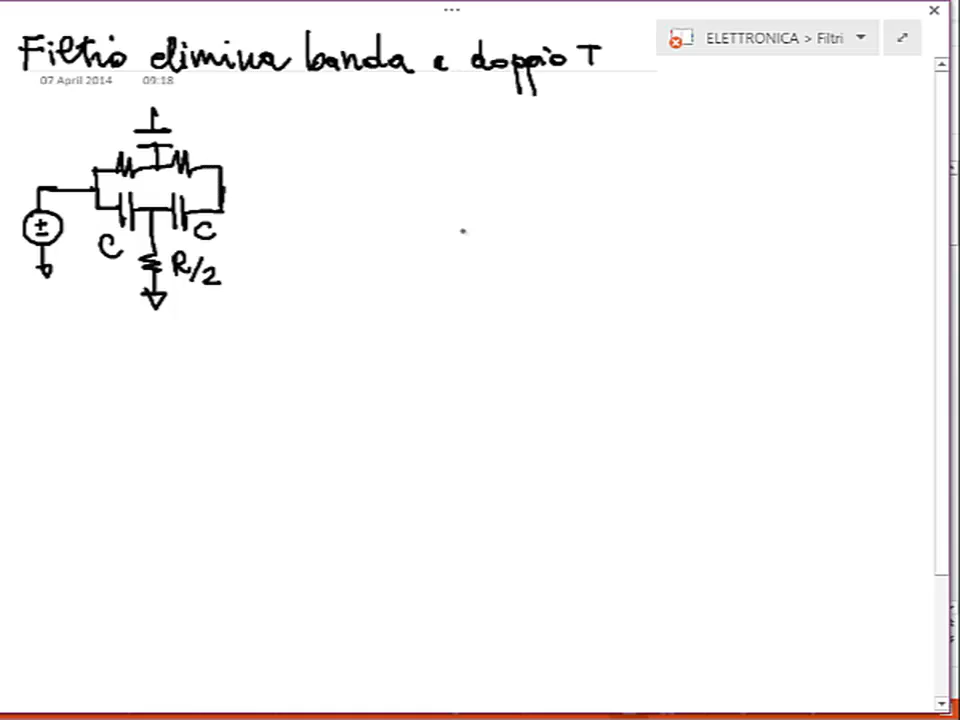 Filtro elimina banda a doppio T
ELETTRONICA > Filtri
07 April 2014 09:18
C
C
R/2